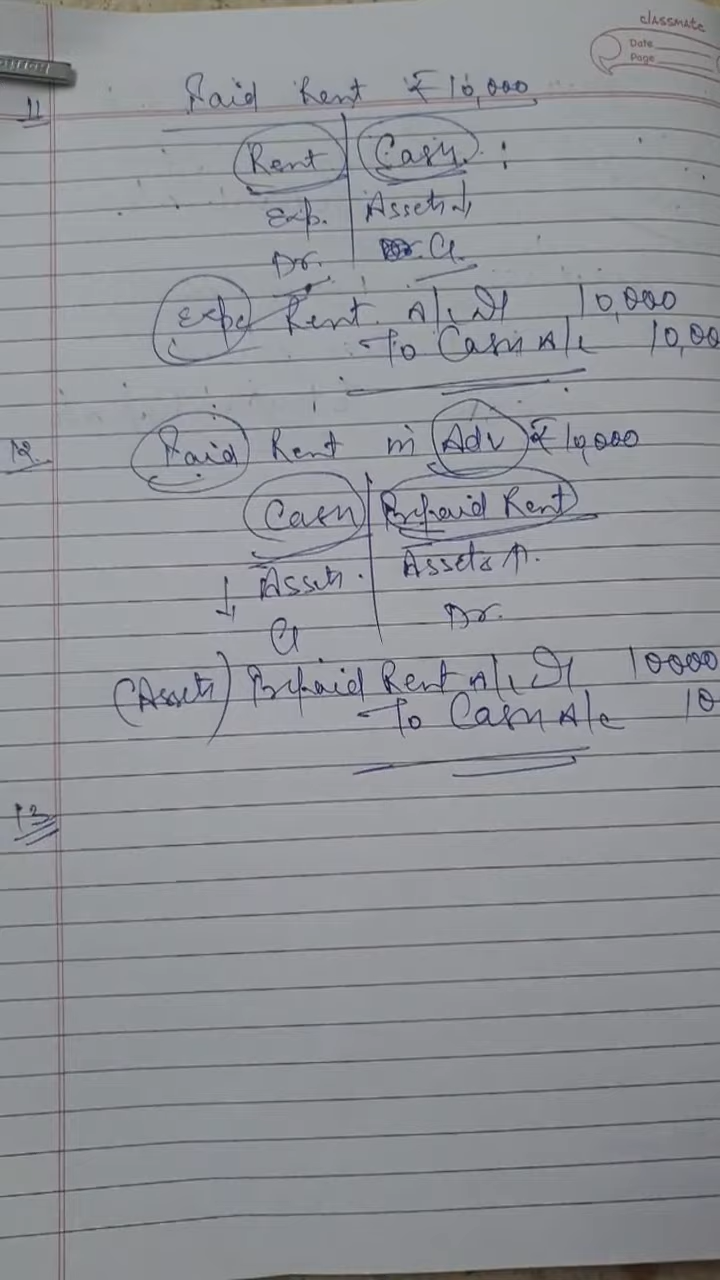 classmate
Date
Page
11 Paid Rent ₹10,000
Rent | Cash
Exp. | Assets ↓
Dr. | Cr.
Exp Rent A/c Dr 10,000
To Cash A/c 10,00
12. Paid Rent in Adv ₹10,000
Cash | Prepaid Rent
↓ Assets. | Assets ↑.
Cr | Dr.
(Assets) Prepaid Rent A/c Dr 10000
To Cash A/c 10
13